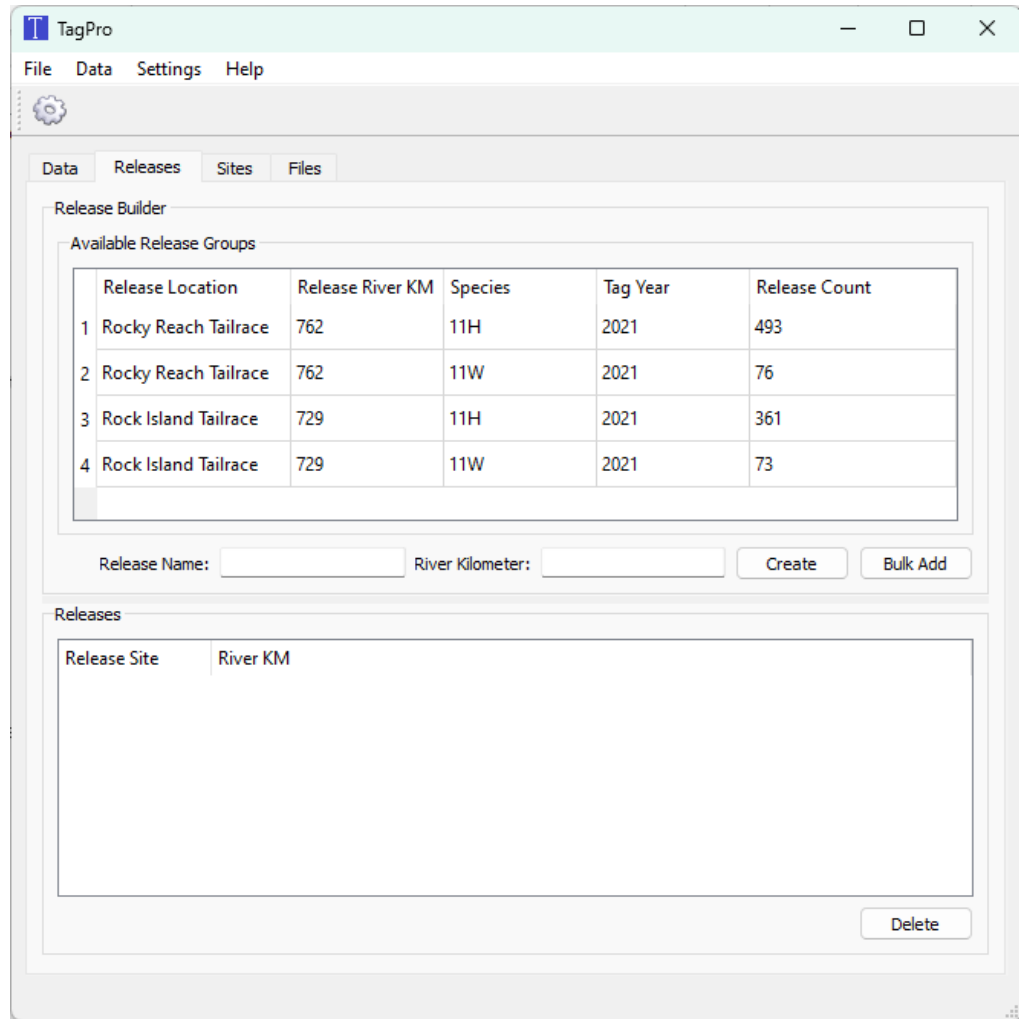 T TagPro
File Data Settings Help
Data Releases Sites Files
Release Builder
Available Release Groups
Release Location Release River KM Species Tag Year Release Count
1 Rocky Reach Tailrace 762 11H 2021 493
2 Rocky Reach Tailrace 762 11W 2021 76
3 Rock Island Tailrace 729 11H 2021 361
4 Rock Island Tailrace 729 11W 2021 73
Release Name: River Kilometer: Create Bulk Add
Releases
Release Site River KM
Delete